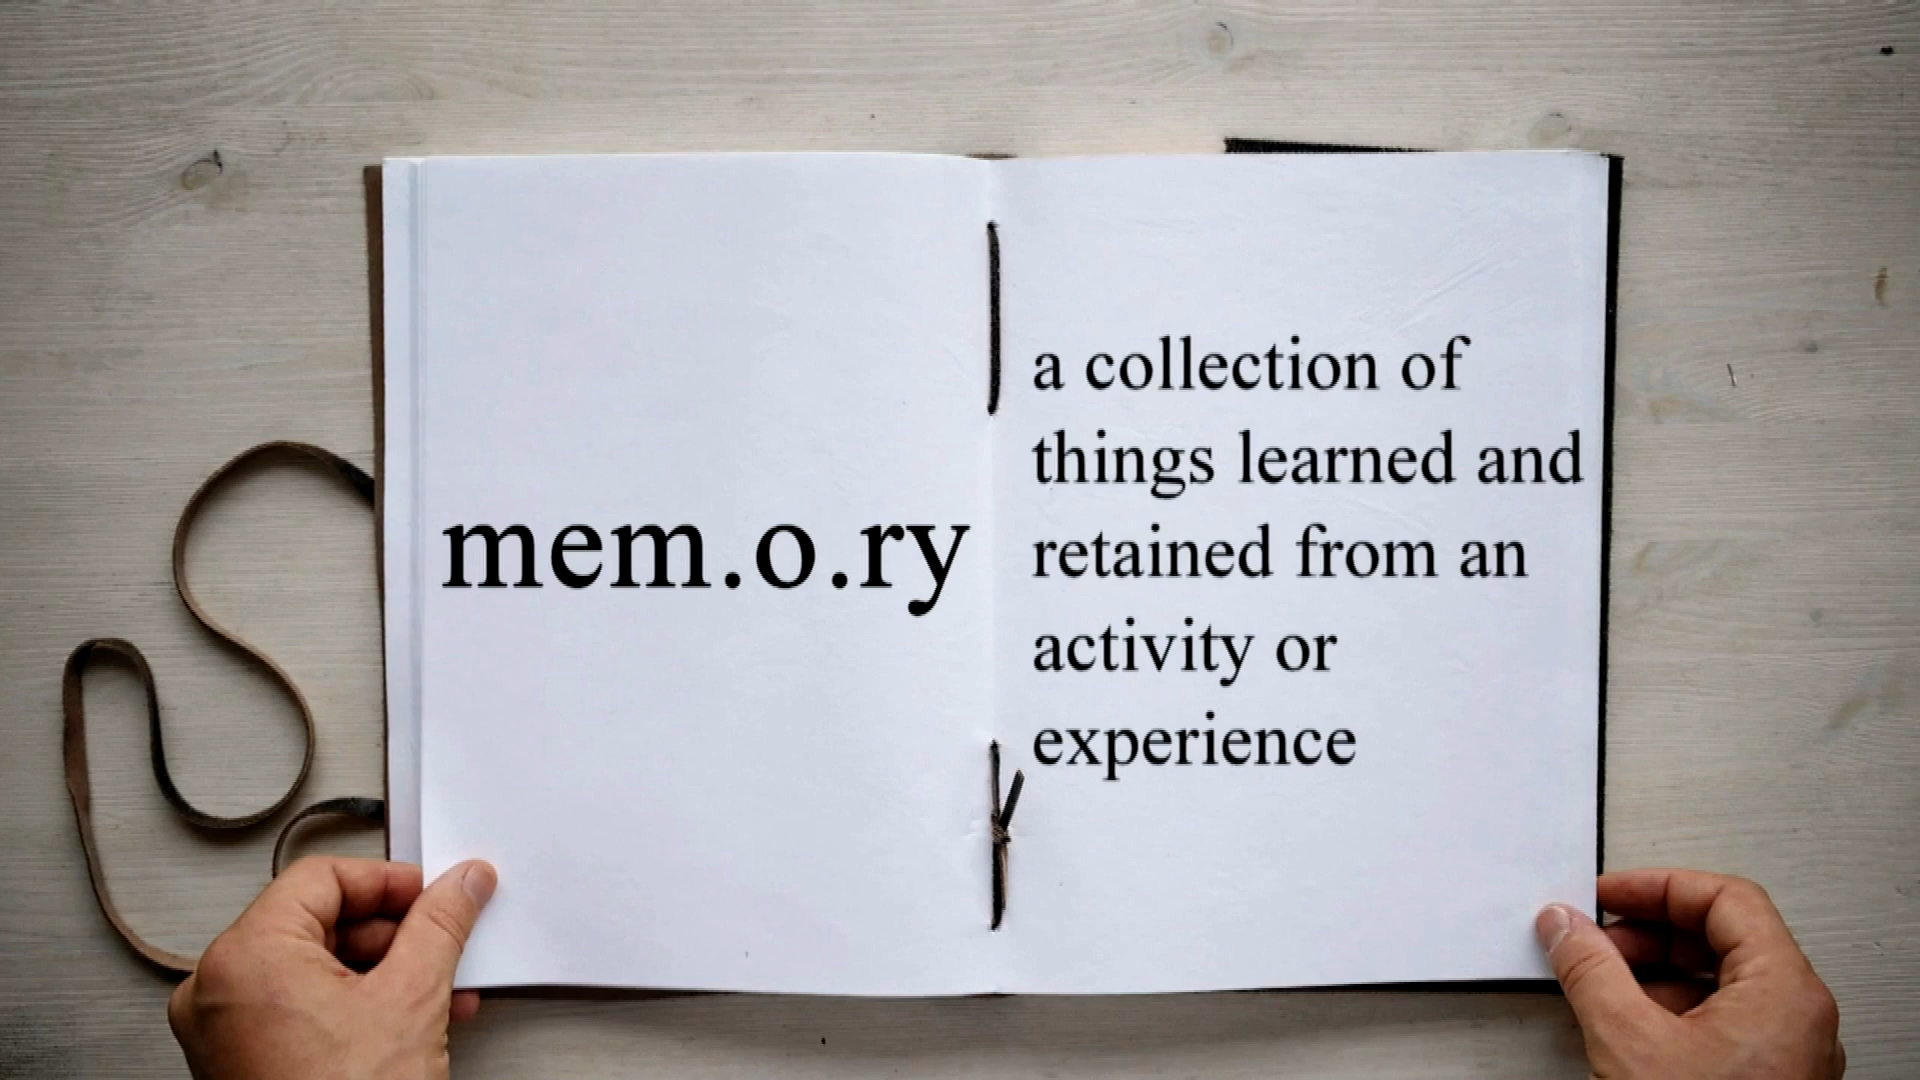 mem.o.ry
a collection of
things learned and
retained from an
activity or
experience